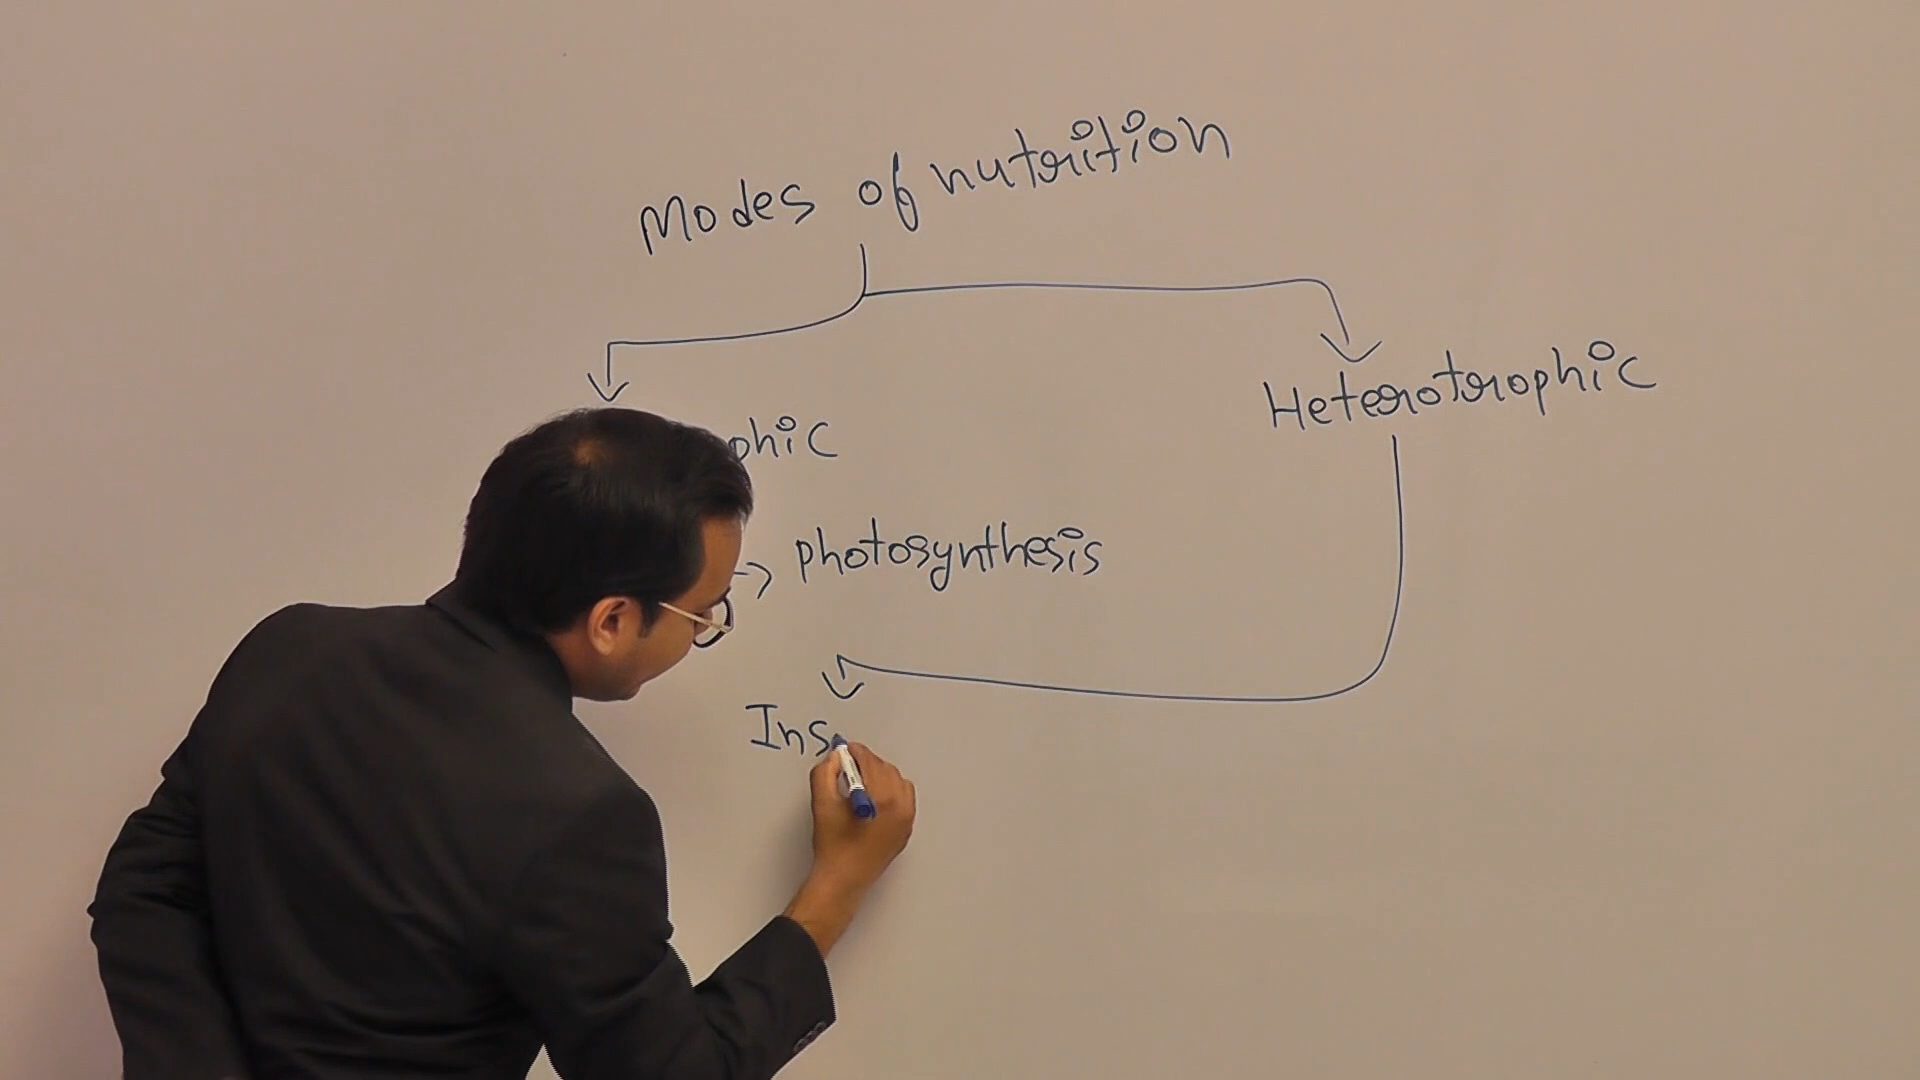 Modes of nutrition
Heterotrophic
phic
-> photosynthesis
Ins